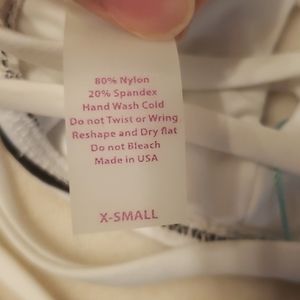 80% Nylon
20% Spandex
Hand Wash Cold
Do not Twist or Wring
Reshape and Dry flat
Do not Bleach
Made in USA
X-SMALL